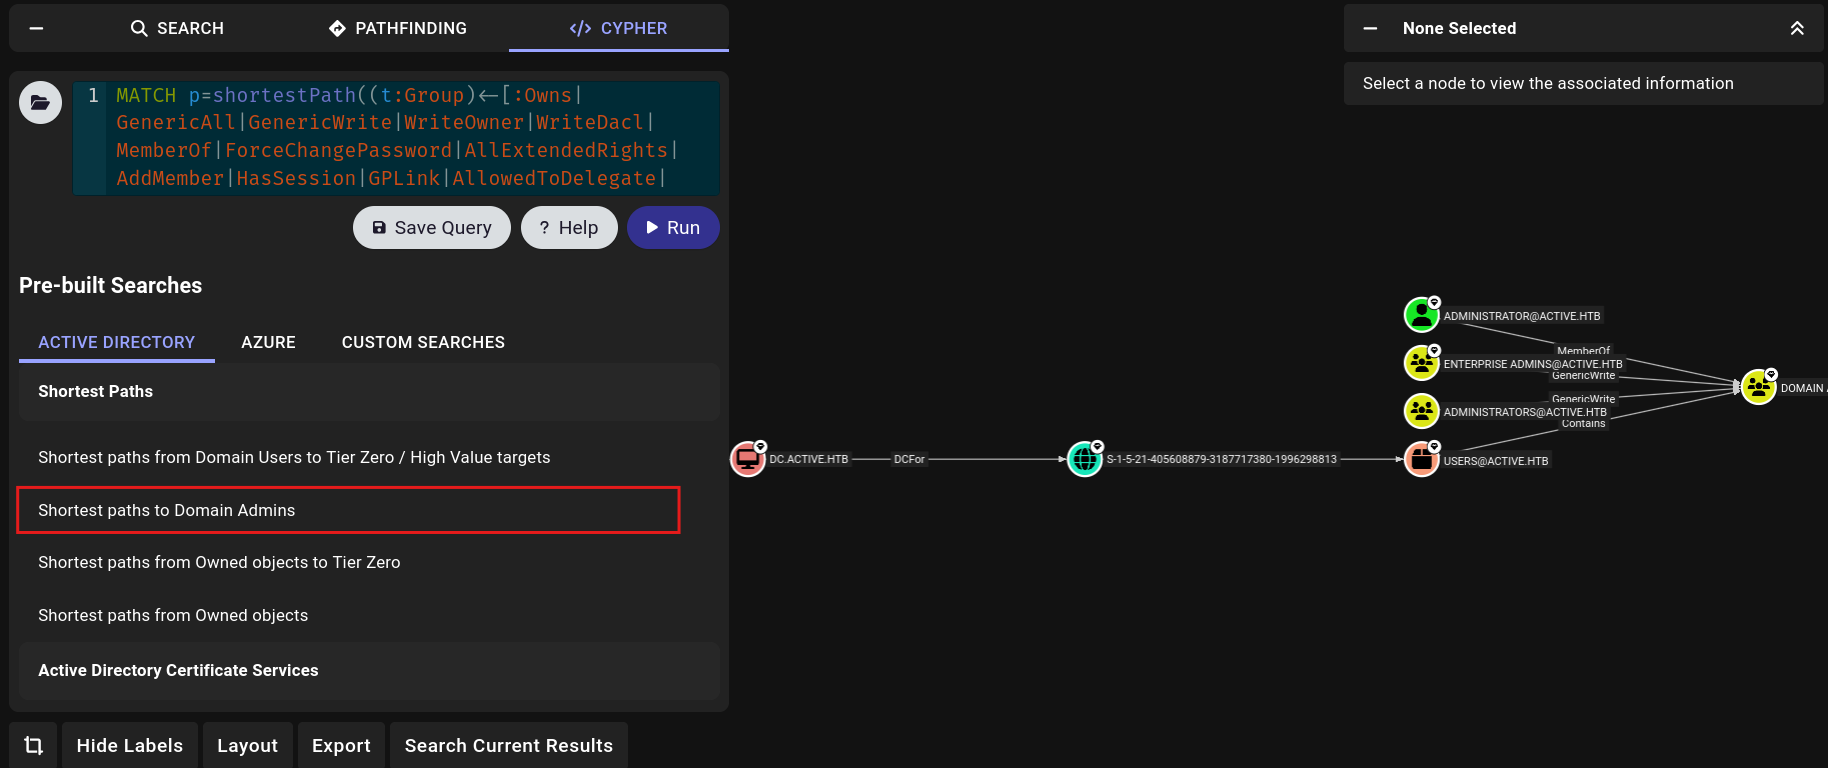 SEARCH
PATHFINDING
</> CYPHER
1 MATCH p=shortestPath((t:Group)<-[:Owns|
GenericAll|GenericWrite|WriteOwner|WriteDacl|
MemberOf|ForceChangePassword|AllExtendedRights|
AddMember|HasSession|GPLink|AllowedToDelegate|
Save Query
? Help
Run
Pre-built Searches
ACTIVE DIRECTORY
AZURE
CUSTOM SEARCHES
Shortest Paths
Shortest paths from Domain Users to Tier Zero / High Value targets
Shortest paths to Domain Admins
Shortest paths from Owned objects to Tier Zero
Shortest paths from Owned objects
Active Directory Certificate Services
Hide Labels
Layout
Export
Search Current Results
None Selected
Select a node to view the associated information
ADMINISTRATOR@ACTIVE.HTB
MemberOf
ENTERPRISE ADMINS@ACTIVE.HTB
GenericWrite
DOMAIN
GenericWrite
ADMINISTRATORS@ACTIVE.HTB
Contains
DC.ACTIVE.HTB
DCFor
S-1-5-21-405608879-3187717380-1996298813
USERS@ACTIVE.HTB